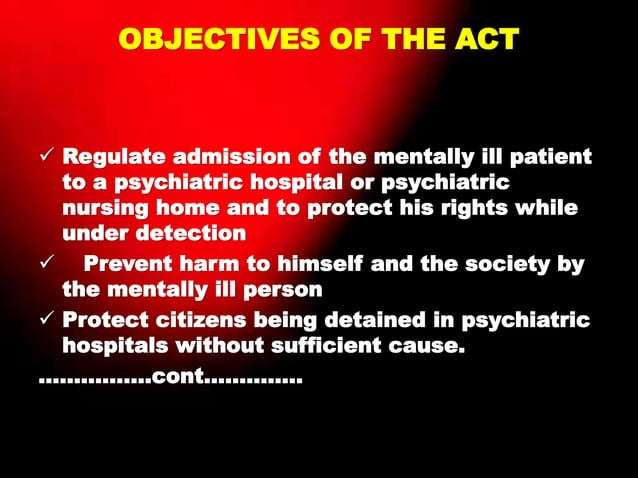 OBJECTIVES OF THE ACT
✓ Regulate admission of the mentally ill patient
to a psychiatric hospital or psychiatric
nursing home and to protect his rights while
under detection
✓ Prevent harm to himself and the society by
the mentally ill person
✓ Protect citizens being detained in psychiatric
hospitals without sufficient cause.
................cont..............